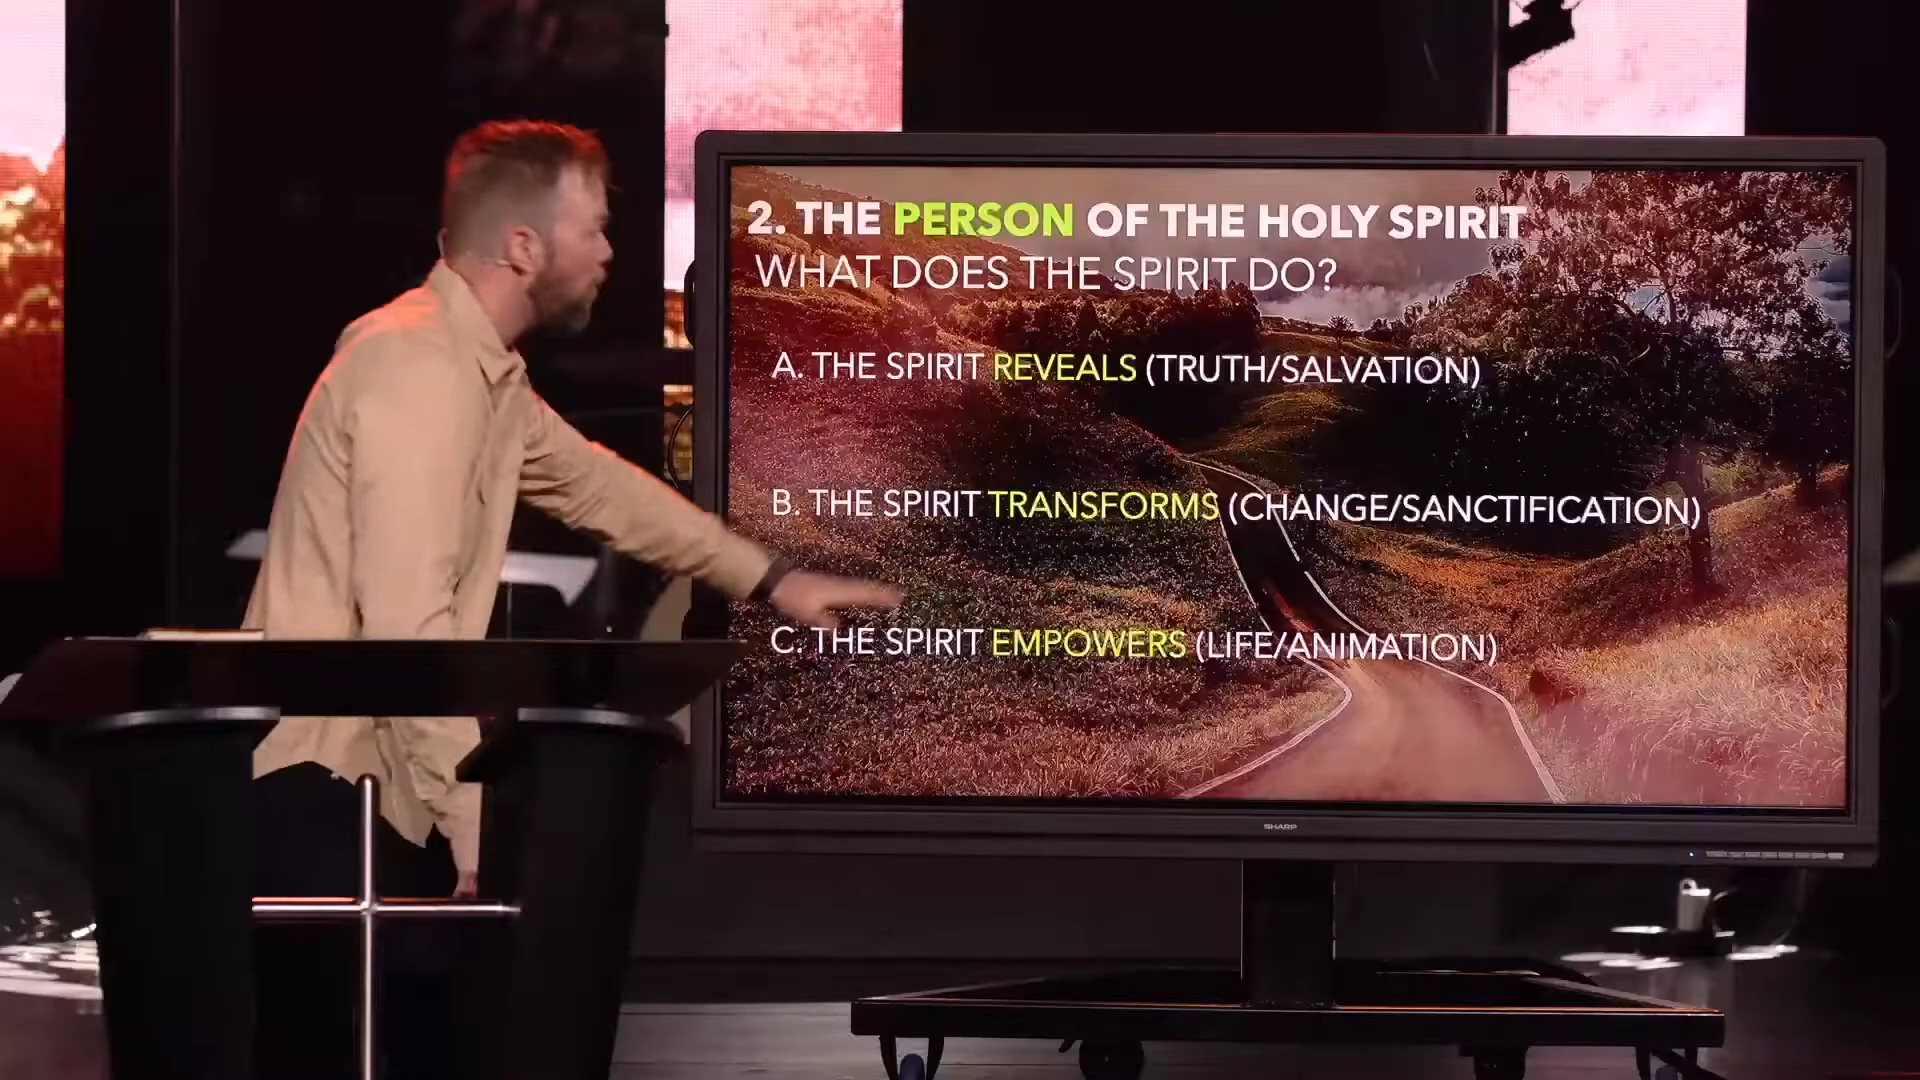 2. THE PERSON OF THE HOLY SPIRIT
WHAT DOES THE SPIRIT DO?
A. THE SPIRIT REVEALS (TRUTH/SALVATION)
B. THE SPIRIT TRANSFORMS (CHANGE/SANCTIFICATION)
C. THE SPIRIT EMPOWERS (LIFE/ANIMATION)
SHARP